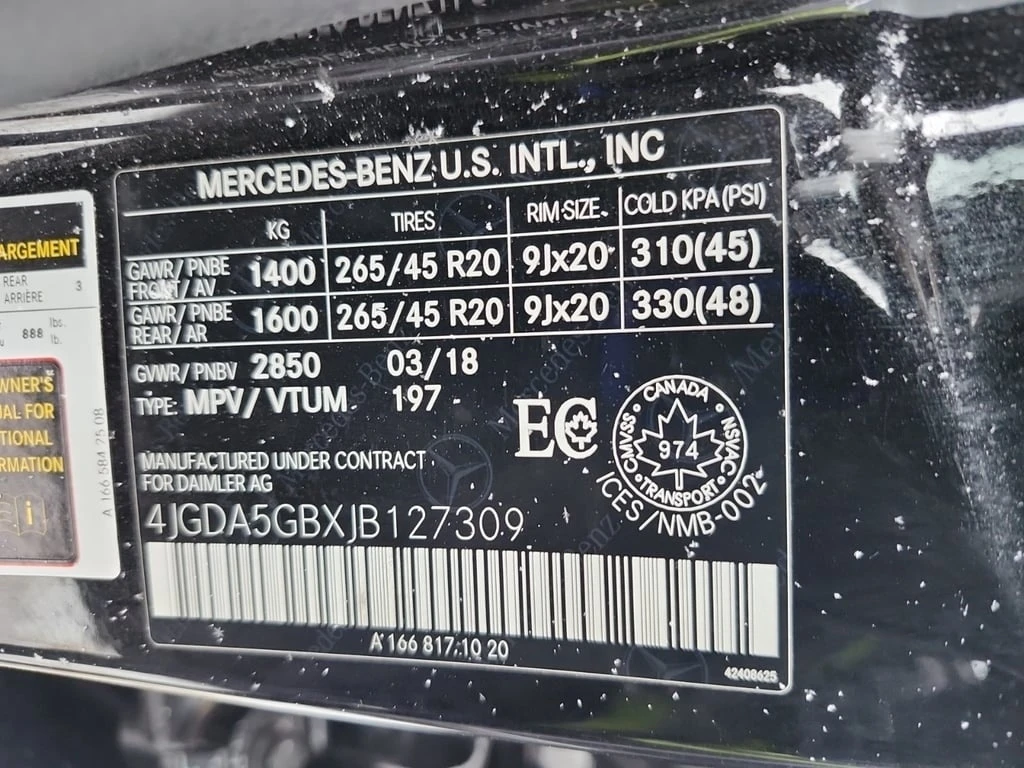 MERCEDES-BENZ U.S. INTL., INC
KG TIRES RIM SIZE COLD KPA (PSI)
GAWR/PNBE FRONT/AV 1400 265/45 R20 9Jx20 310(45)
GAWR/PNBE REAR/AR 1600 265/45 R20 9Jx20 330(48)
GVWR/PNBV 2850 03/18
TYPE: MPV/VTUM 197
MANUFACTURED UNDER CONTRACT
FOR DAIMLER AG
4JGDA5GBXJB127309
A 166 817 10 20
42408625
EC
CANADA
974
CMVSS NSVAC
TRANSPORT
ICES/NMB-002
ARGEMENT
REAR 3
ARRIÈRE
888 lbs.
lb.
WNER'S
UAL FOR
ITIONAL
RMATION
i
A 166 584 25 08